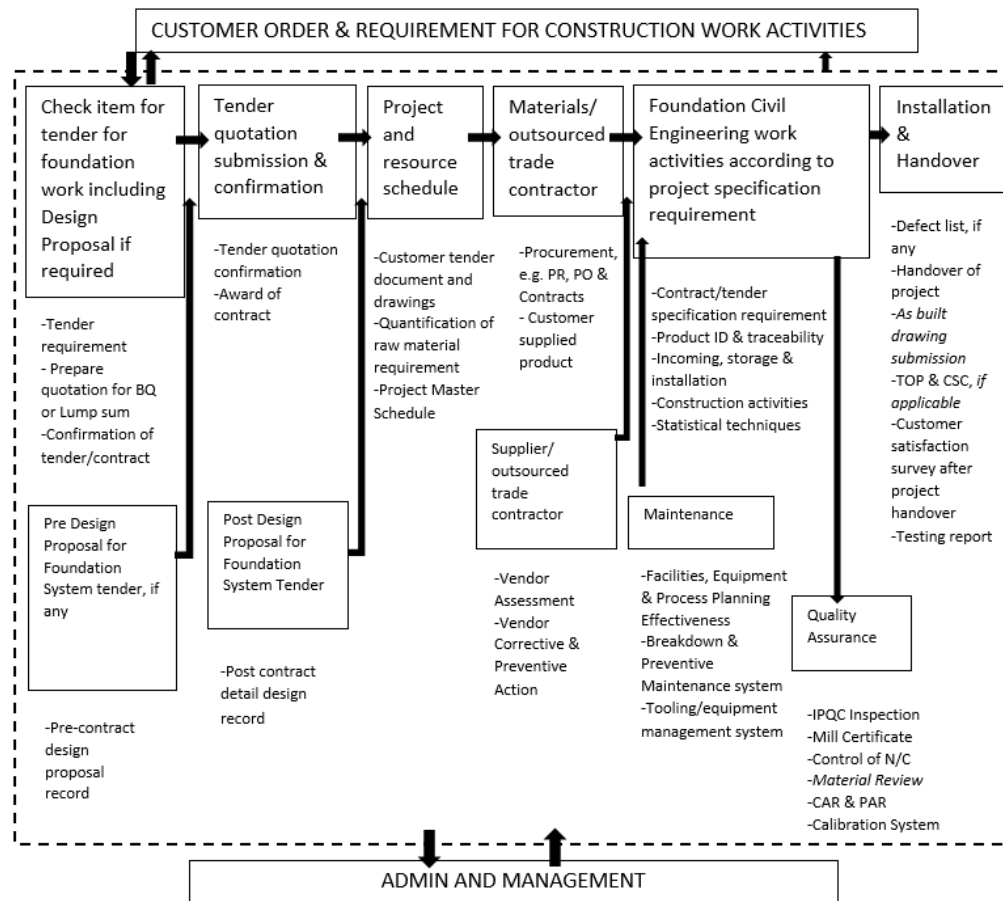 CUSTOMER ORDER & REQUIREMENT FOR CONSTRUCTION WORK ACTIVITIES
Check item for
tender for
foundation
work including
Design
Proposal if
required
-Tender
requirement
- Prepare
quotation for BQ
or Lump sum
-Confirmation of
tender/contract
Pre Design
Proposal for
Foundation
System tender, if
any
-Pre-contract
design
proposal
record
Tender
quotation
submission &
confirmation
-Tender quotation
confirmation
-Award of
contract
Post Design
Proposal for
Foundation
System Tender
-Post contract
detail design
record
Project
and
resource
schedule
-Customer tender
document and
drawings
-Quantification of
raw material
requirement
-Project Master
Schedule
Materials/
outsourced
trade
contractor
-Procurement,
e.g. PR, PO &
Contracts
- Customer
supplied
product
Supplier/
outsourced
trade
contractor
-Vendor
Assessment
-Vendor
Corrective &
Preventive
Action
Foundation Civil
Engineering work
activities according to
project specification
requirement
-Contract/tender
specification requirement
-Product ID & traceability
-Incoming, storage &
installation
-Construction activities
-Statistical techniques
Maintenance
-Facilities, Equipment
& Process Planning
Effectiveness
-Breakdown &
Preventive
Maintenance system
-Tooling/equipment
management system
Quality
Assurance
-IPQC Inspection
-Mill Certificate
-Control of N/C
-Material Review
-CAR & PAR
-Calibration System
Installation
&
Handover
-Defect list, if
any
-Handover of
project
-As built
drawing
submission
-TOP & CSC, if
applicable
-Customer
satisfaction
survey after
project
handover
-Testing report
ADMIN AND MANAGEMENT